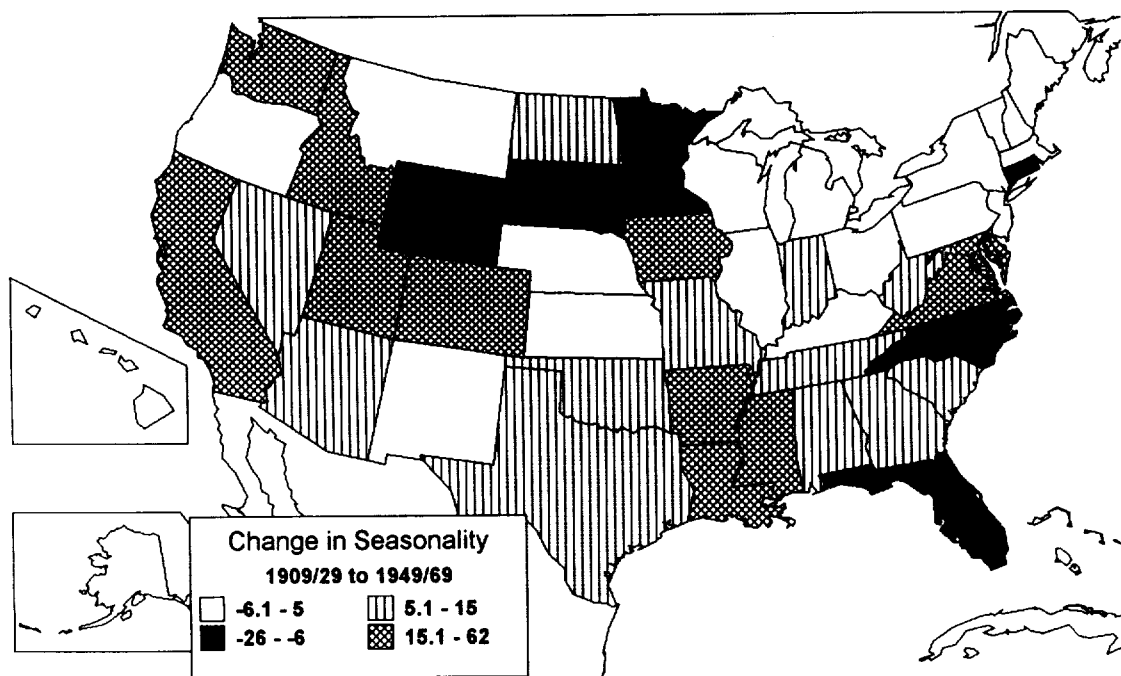 Change in Seasonality
1909/29 to 1949/69
-6.1 - 5
5.1 - 15
-26 - -6
15.1 - 62